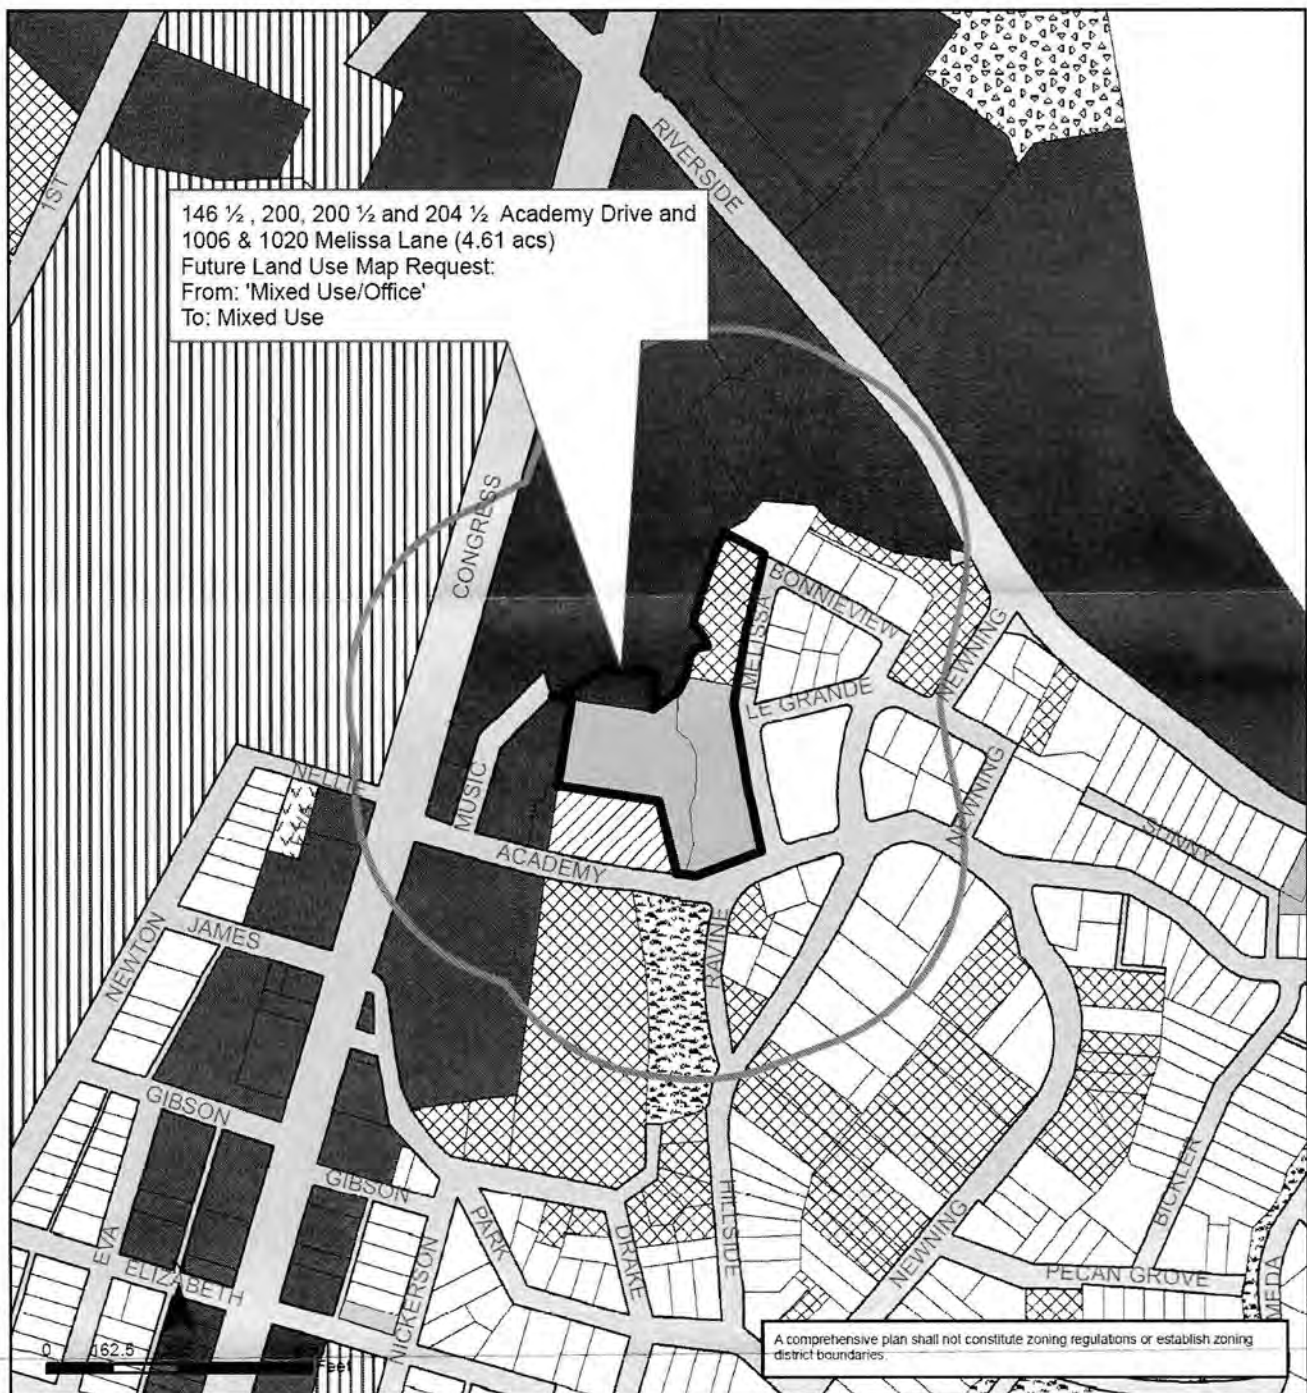 1ST
RIVERSIDE
146 ½ , 200, 200 ½ and 204 ½ Academy Drive and
1006 & 1020 Melissa Lane (4.61 acs)
Future Land Use Map Request:
From: 'Mixed Use/Office'
To: Mixed Use
CONGRESS
BONNIEVIEW
MELISSA
NEWNING
LE GRANDE
NELLIE
MUSIC
NEWNING
SUNNY
ACADEMY
RAVINE
JAMES
NEWTON
GIBSON
GIBSON
BICKLER
HILLSIDE
PARK
DRAKE
NEWNING
EVA
ELIZABETH
NICKERSON
PECAN GROVE
MEDA
0 162.5
Feet
A comprehensive plan shall not constitute zoning regulations or establish zoning
district boundaries.